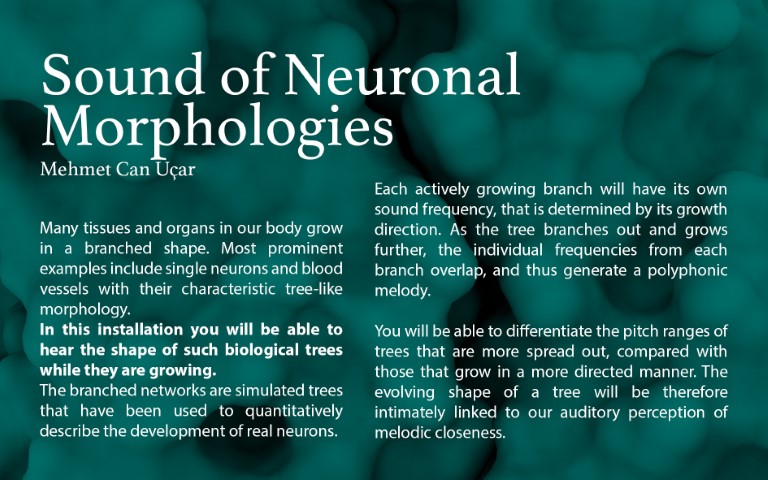 Sound of Neuronal
Morphologies
Mehmet Can Uçar
Many tissues and organs in our body grow
in a branched shape. Most prominent
examples include single neurons and blood
vessels with their characteristic tree-like
morphology.
In this installation you will be able to
hear the shape of such biological trees
while they are growing.
The branched networks are simulated trees
that have been used to quantitatively
describe the development of real neurons.
Each actively growing branch will have its own
sound frequency, that is determined by its growth
direction. As the tree branches out and grows
further, the individual frequencies from each
branch overlap, and thus generate a polyphonic
melody.
You will be able to differentiate the pitch ranges of
trees that are more spread out, compared with
those that grow in a more directed manner. The
evolving shape of a tree will be therefore
intimately linked to our auditory perception of
melodic closeness.